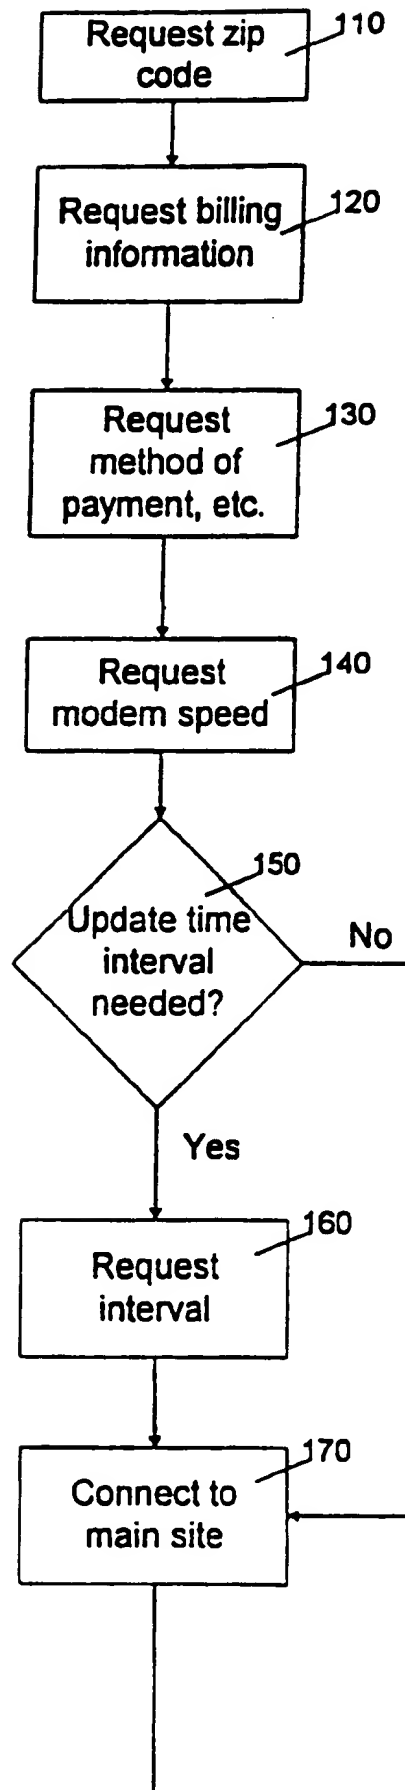 110
Request zip
code
120
Request billing
information
130
Request
method of
payment, etc.
140
Request
modem speed
150
Update time
interval
needed?
No
Yes
160
Request
interval
170
Connect to
main site